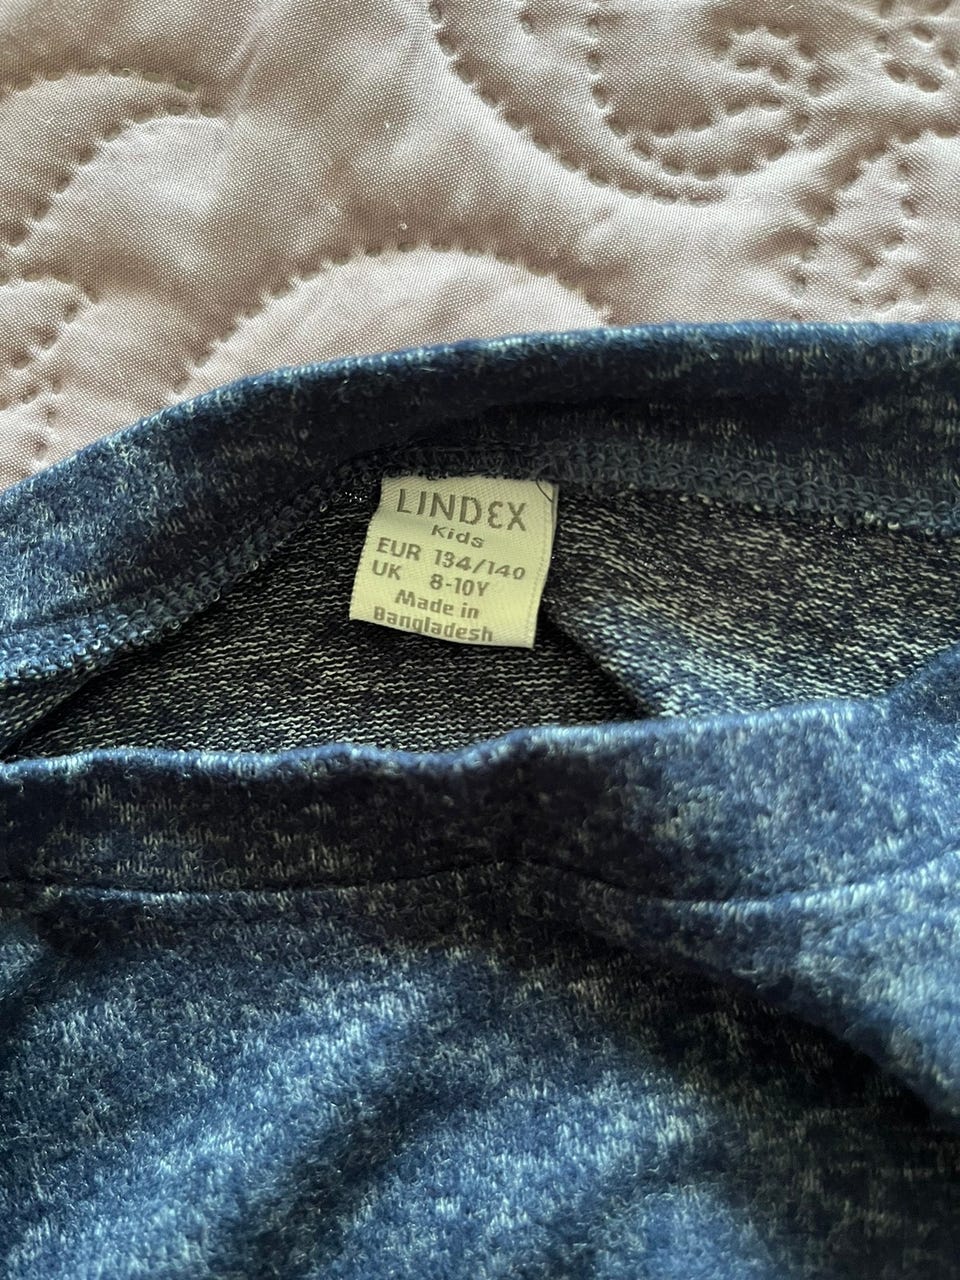 LINDEX
Kids
EUR 134/140
UK 8-10Y
Made in
Bangladesh